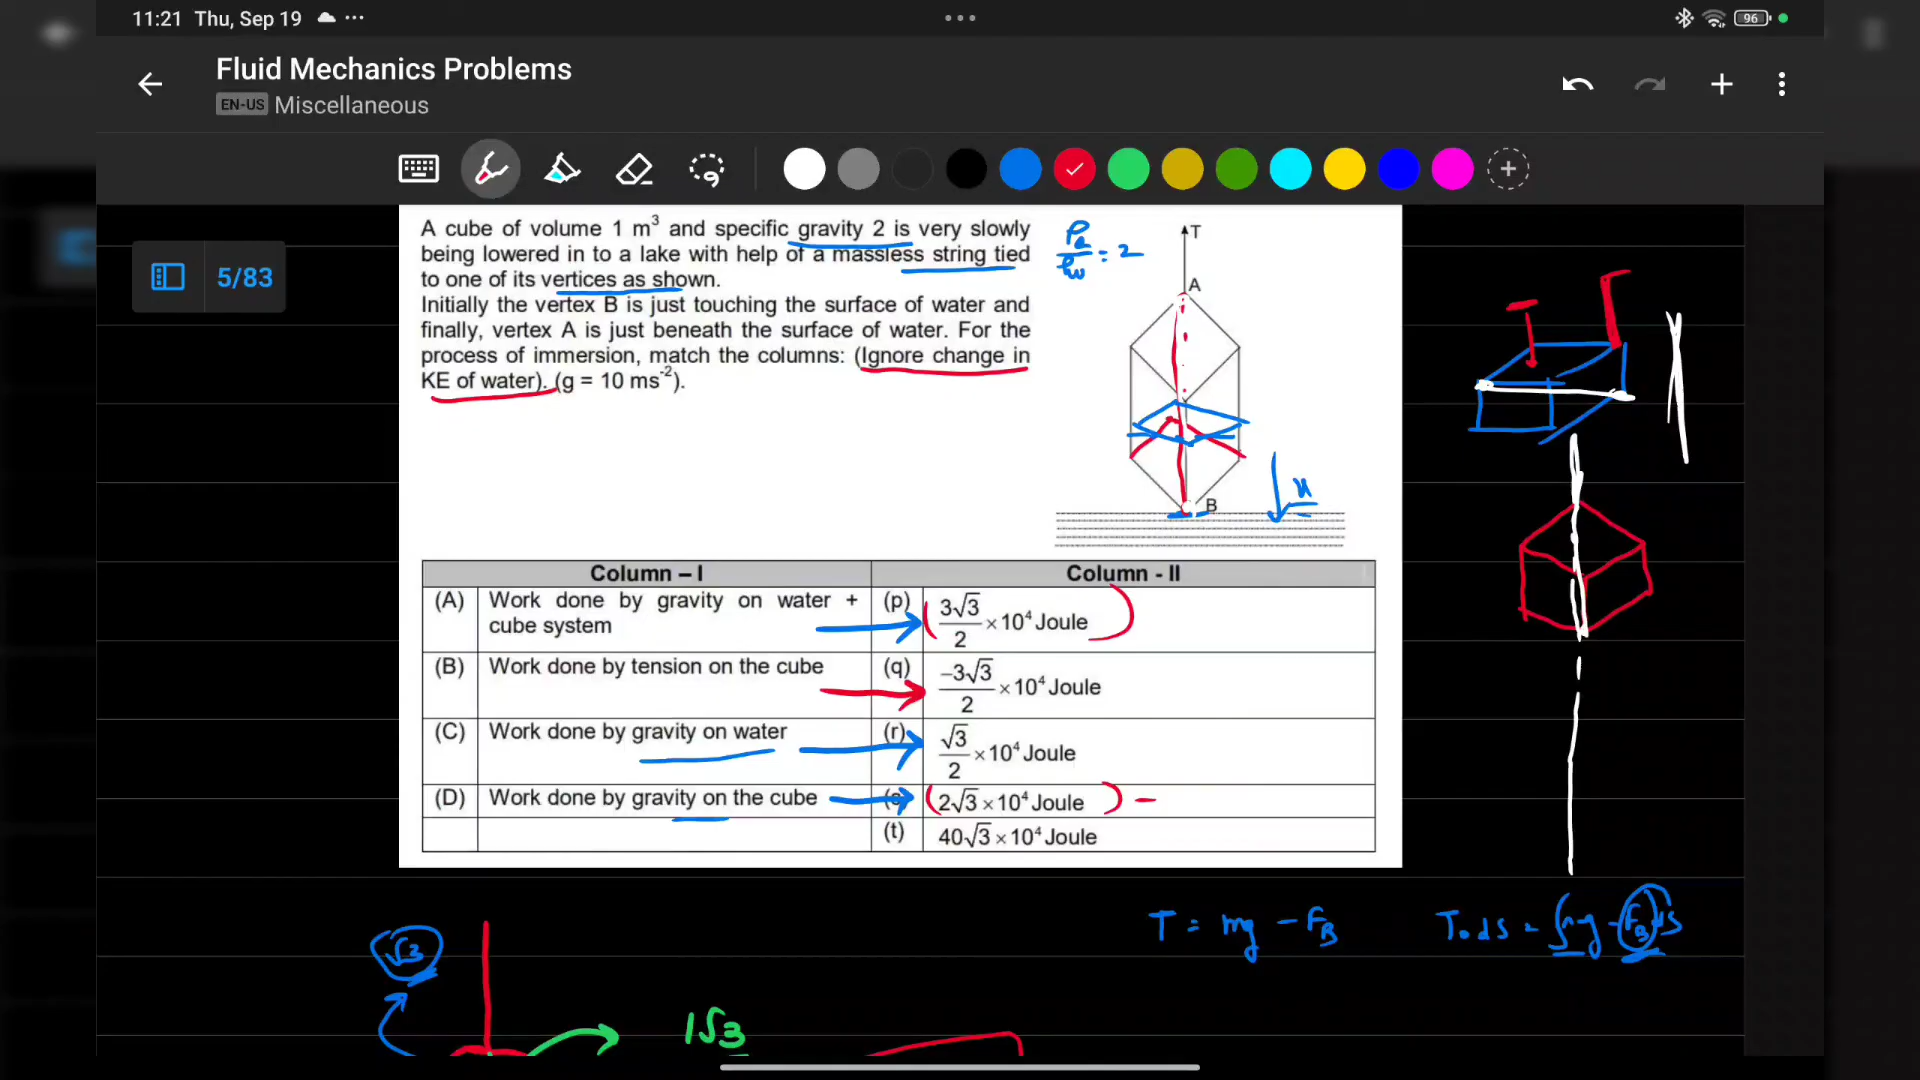 11:21 Thu, Sep 19
96
Fluid Mechanics Problems
EN-US Miscellaneous
5/83
A cube of volume 1 m³ and specific gravity 2 is very slowly
being lowered in to a lake with help of a massless string tied
to one of its vertices as shown.
Initially the vertex B is just touching the surface of water and
finally, vertex A is just beneath the surface of water. For the
process of immersion, match the columns: (Ignore change in
KE of water). (g = 10 ms⁻²).
= 2
T
A
B
x
Column – I Column - II
(A) Work done by gravity on water + cube system (p) 3√3/2 × 10⁴ Joule
(B) Work done by tension on the cube (q) −3√3/2 × 10⁴ Joule
(C) Work done by gravity on water (r) √3/2 × 10⁴ Joule
(D) Work done by gravity on the cube (s) 2√3 × 10⁴ Joule
(t) 40√3 × 10⁴ Joule
T = mg − F_B
T. ds = ∫mg − F_B ds
√3
1√3